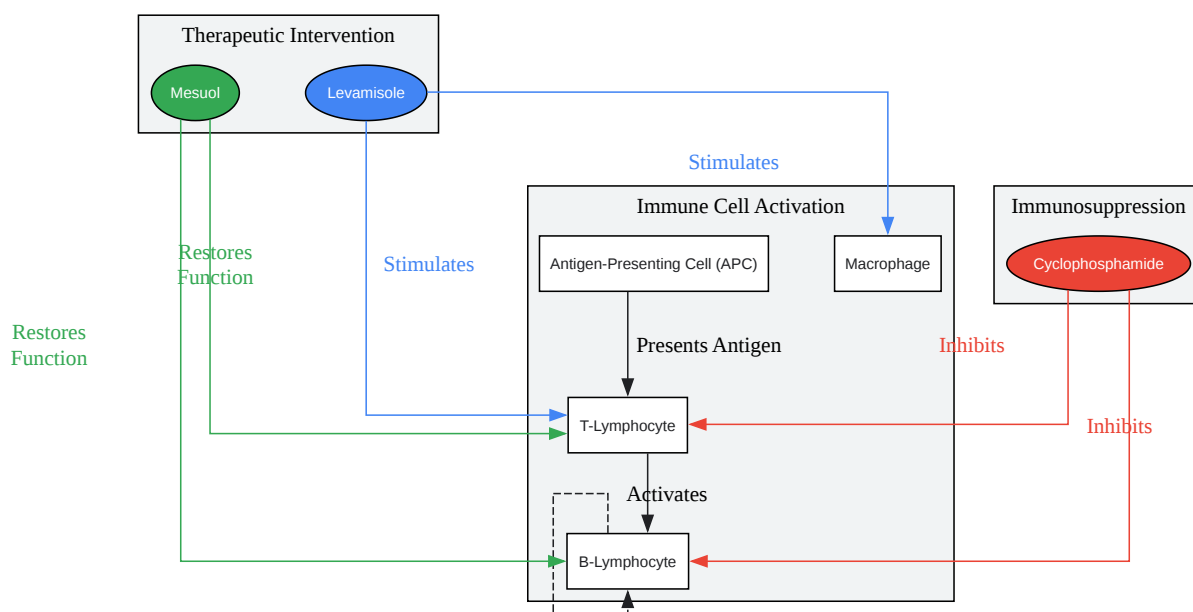 Therapeutic Intervention
Mesuol
Levamisole
Stimulates
Immune Cell Activation
Immunosuppression
Restores
Function
Stimulates
Antigen-Presenting Cell (APC)
Macrophage
Cyclophosphamide
Restores
Function
Presents Antigen
Inhibits
T-Lymphocyte
Inhibits
Activates
B-Lymphocyte